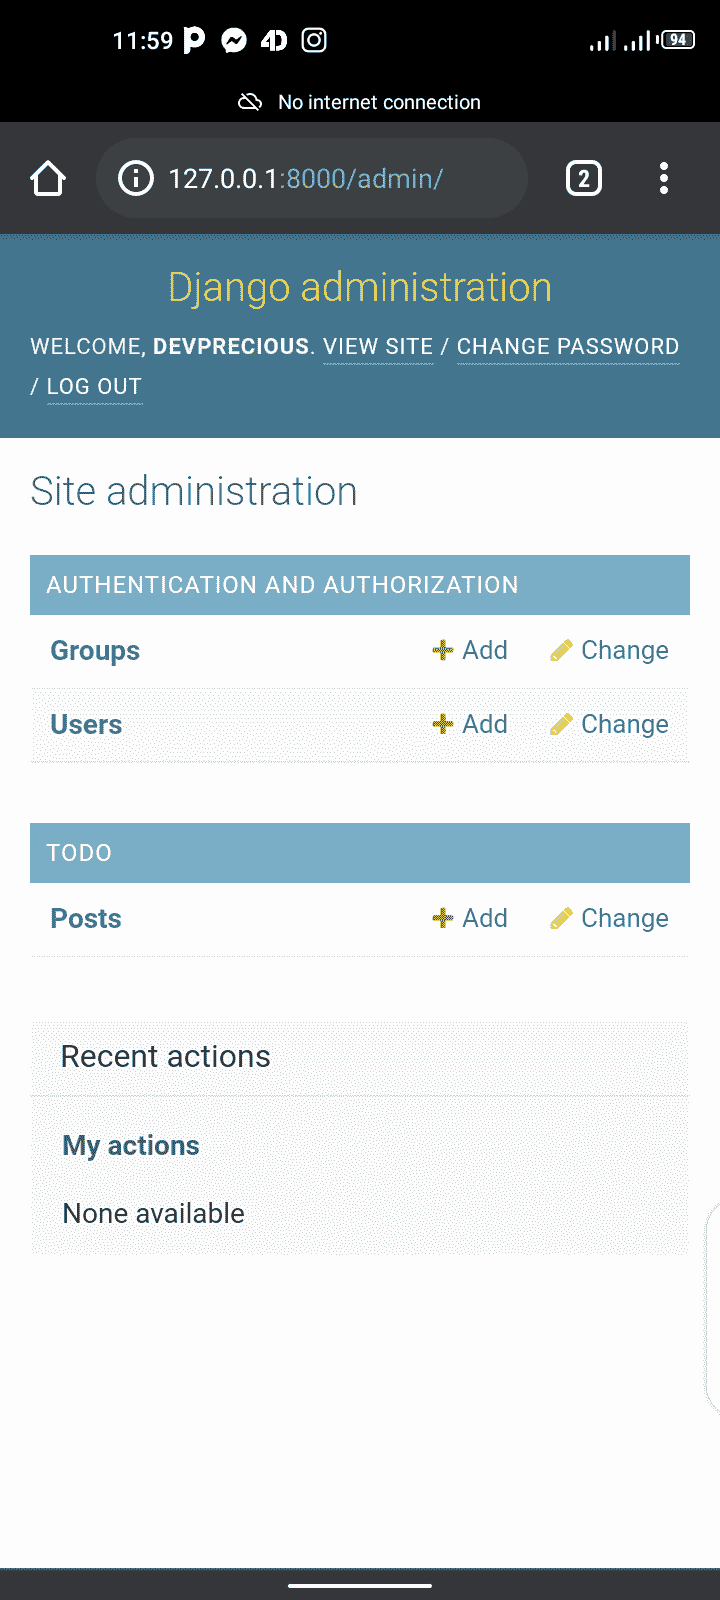 11:59
94
No internet connection
127.0.0.1:8000/admin/
2
Django administration
WELCOME, DEVPRECIOUS. VIEW SITE / CHANGE PASSWORD
/ LOG OUT
Site administration
AUTHENTICATION AND AUTHORIZATION
Groups Add Change
Users Add Change
TODO
Posts Add Change
Recent actions
My actions
None available